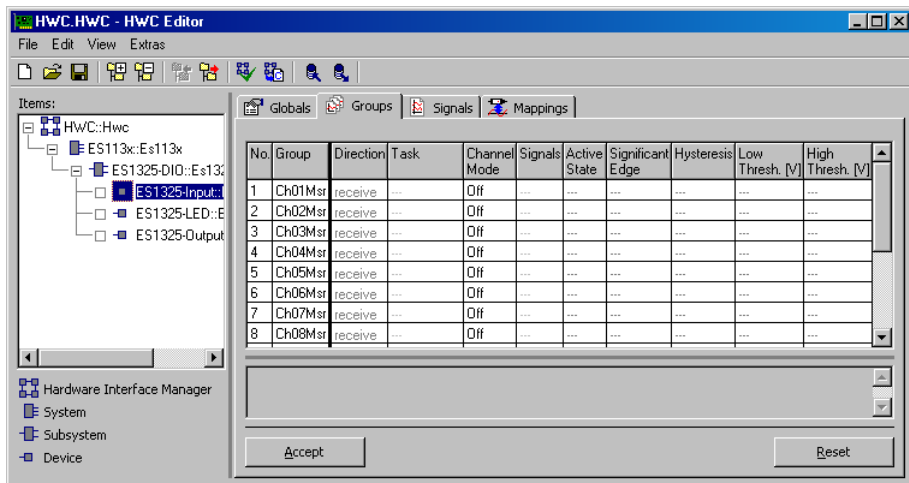 HWC.HWC - HWC Editor
File Edit View Extras
Items:
HWC::Hwc
ES113x::Es113x
ES1325-DIO::Es132
ES1325-Input::
ES1325-LED::E
ES1325-Output
Hardware Interface Manager
System
Subsystem
Device
Globals Groups Signals Mappings
No. Group Direction Task Channel Mode Signals Active State Significant Edge Hysteresis Low Thresh. [V] High Thresh. [V]
1 Ch01Msr receive --- Off --- --- --- --- --- ---
2 Ch02Msr receive --- Off --- --- --- --- --- ---
3 Ch03Msr receive --- Off --- --- --- --- --- ---
4 Ch04Msr receive --- Off --- --- --- --- --- ---
5 Ch05Msr receive --- Off --- --- --- --- --- ---
6 Ch06Msr receive --- Off --- --- --- --- --- ---
7 Ch07Msr receive --- Off --- --- --- --- --- ---
8 Ch08Msr receive --- Off --- --- --- --- --- ---
Accept Reset